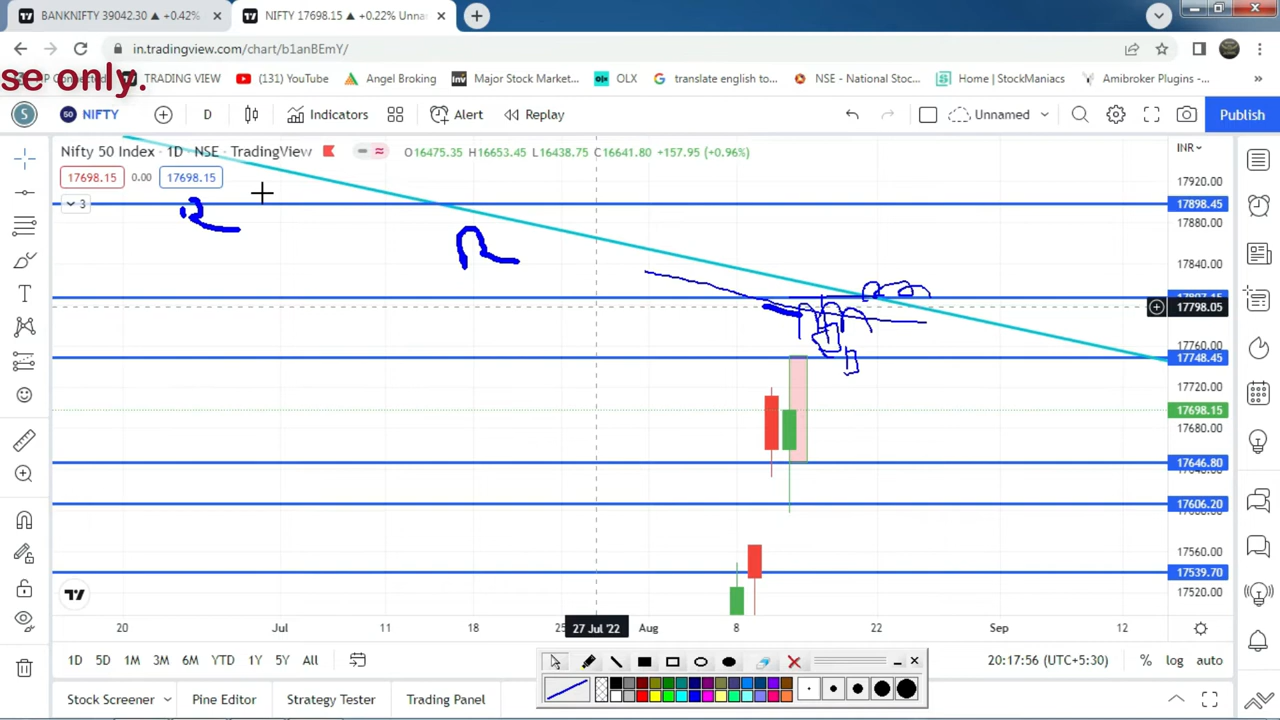 BANKNIFTY 39042.30 ▲ +0.42%
NIFTY 17698.15 ▲ +0.22% Unna
in.tradingview.com/chart/b1anBEmY/
se only.
TRADING VIEW
(131) YouTube
Angel Broking
Major Stock Market...
OLX
translate english to...
NSE - National Stoc...
Home | StockManiacs
Amibroker Plugins -...
S
50 NIFTY
D
Indicators
Alert
Replay
Unnamed
Publish
Nifty 50 Index · 1D · NSE · TradingView
O16475.35 H16653.45 L16438.75 C16641.80 +157.95 (+0.96%)
INR
17698.15 0.00 17698.15
3
17920.00
17898.45
17880.00
17840.00
17798.05
17760.00
17748.45
17720.00
17698.15
17680.00
17646.80
17606.20
17560.00
17539.70
17520.00
20 Jul 11 18 25 27 Jul '22 Aug 8 22 Sep 12
1D 5D 1M 3M 6M YTD 1Y 5Y All
20:17:56 (UTC+5:30) % log auto
Stock Screener
e Editor
Strategy Tester
Trading Panel